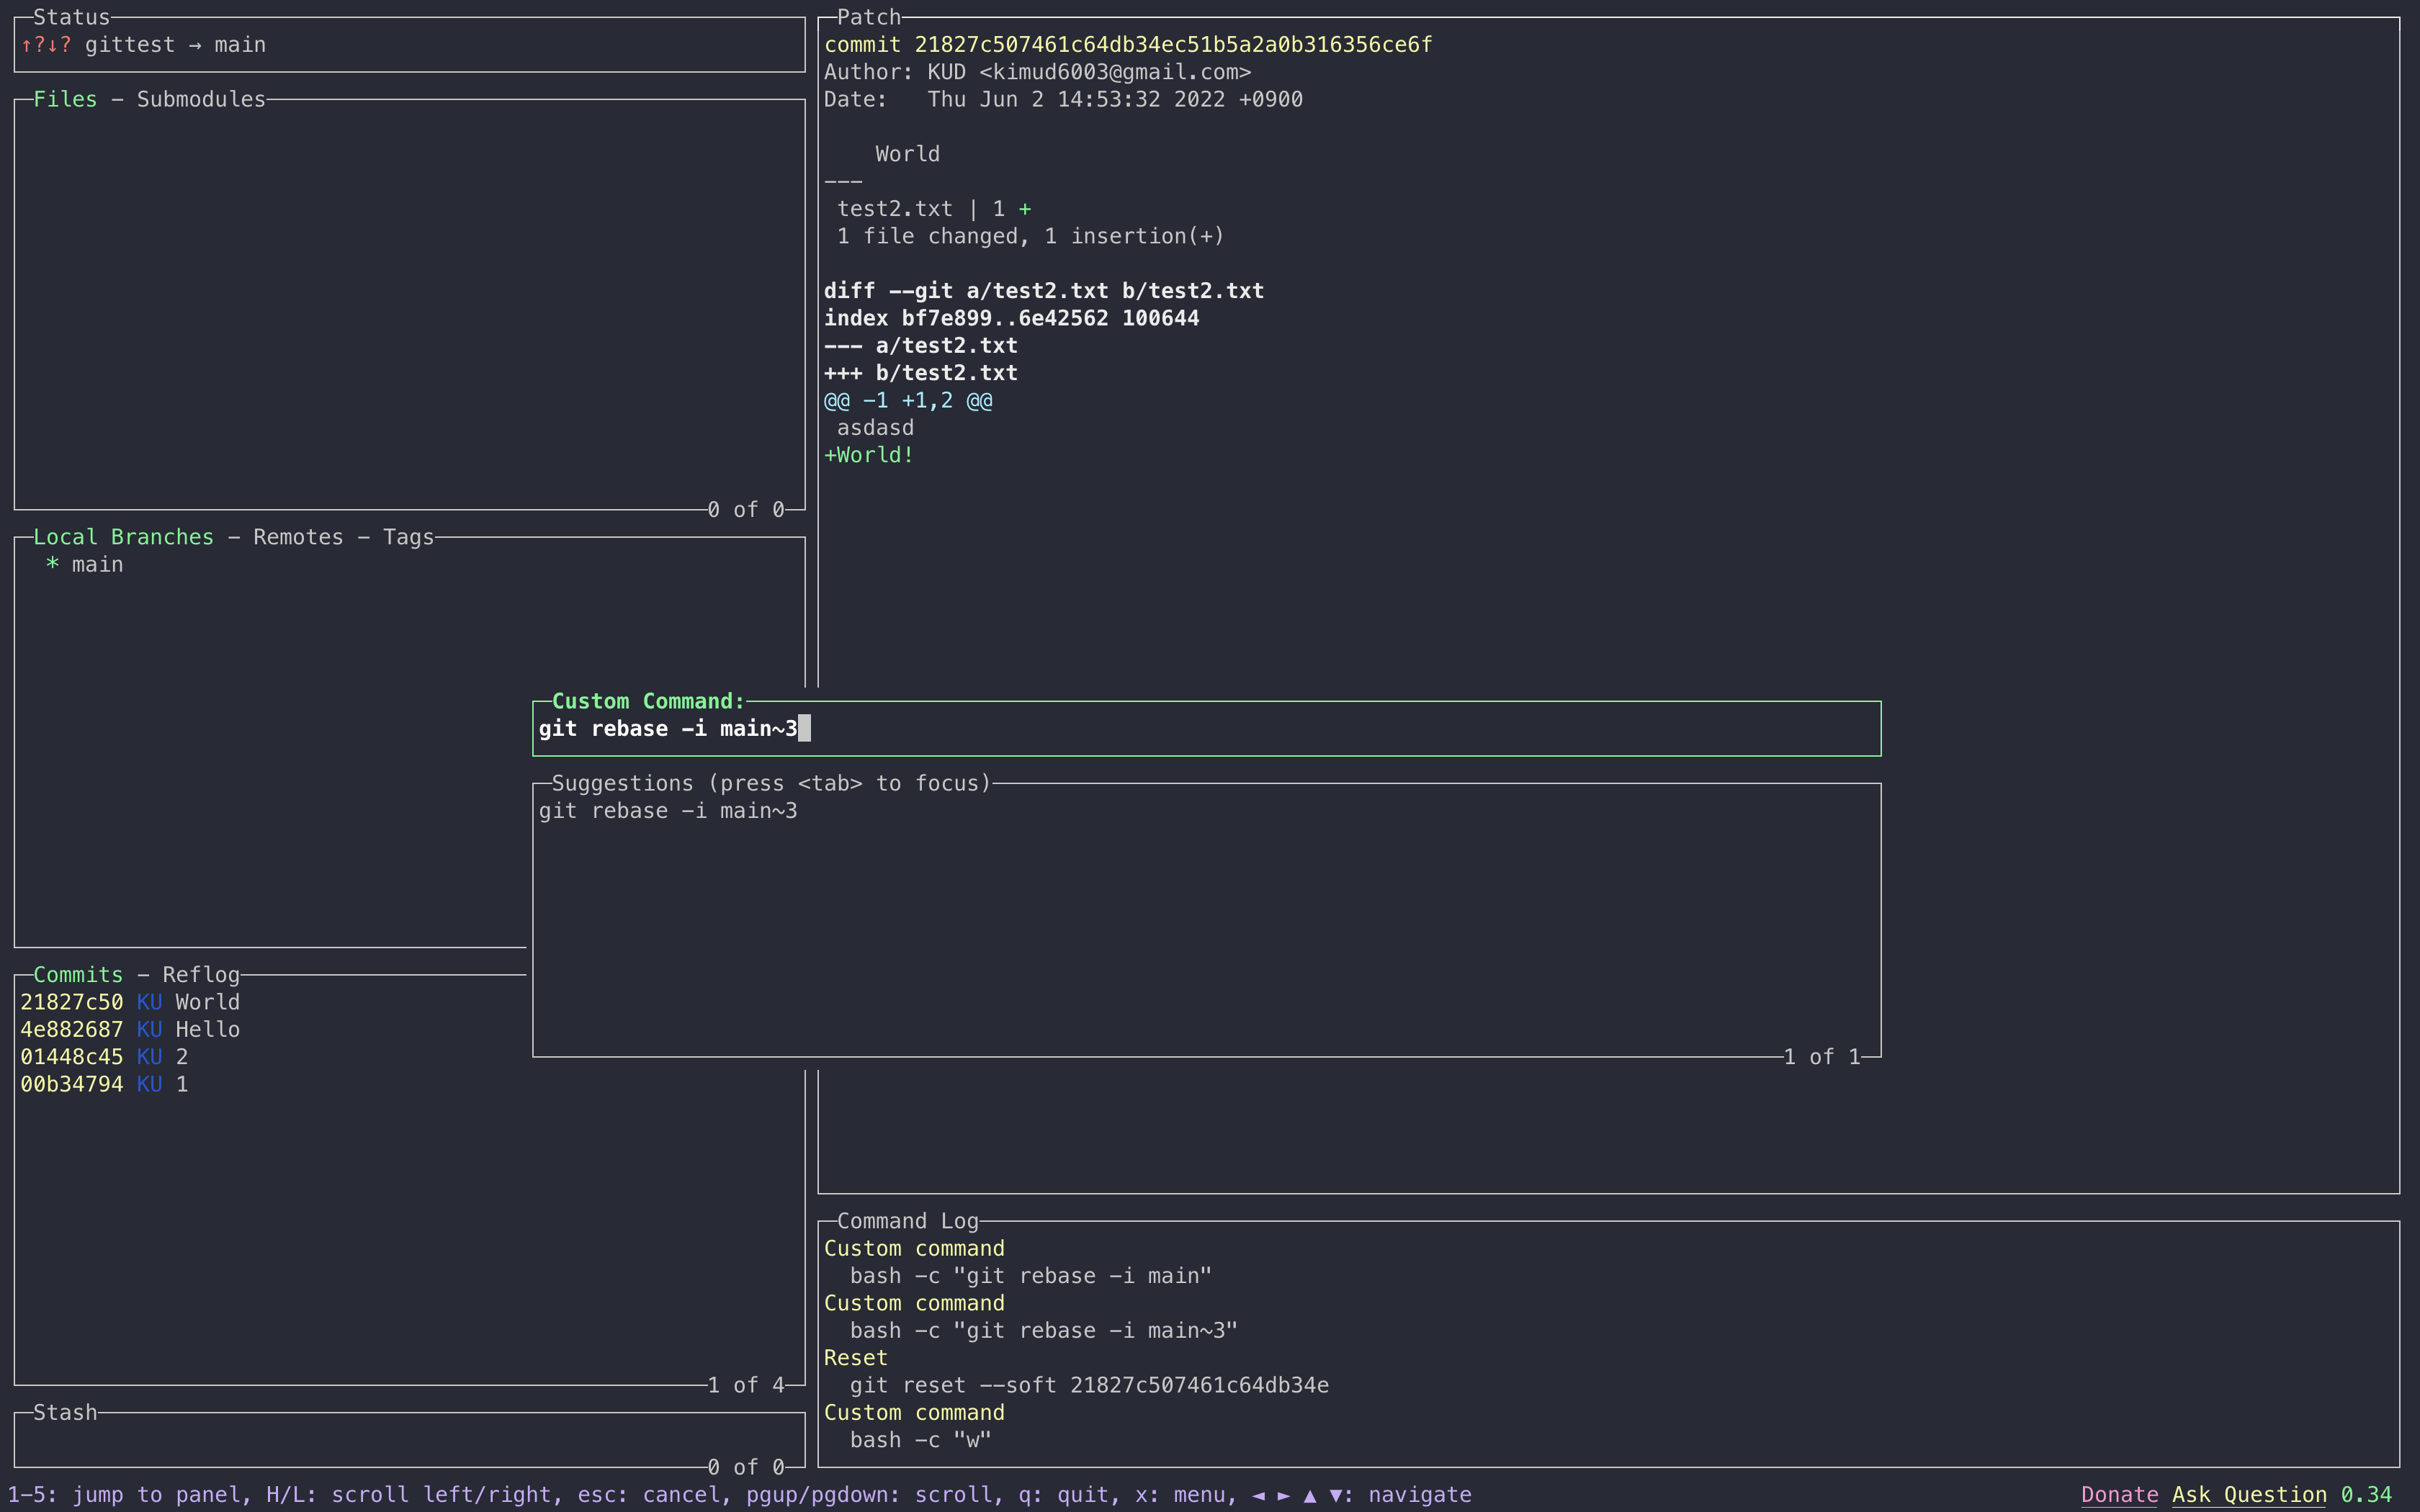 Status
↑?↓? gittest → main
Files - Submodules
0 of 0
Local Branches - Remotes - Tags
* main
Commits - Reflog
21827c50 KU World
4e882687 KU Hello
01448c45 KU 2
00b34794 KU 1
1 of 4
Stash
0 of 0
Patch
commit 21827c507461c64db34ec51b5a2a0b316356ce6f
Author: KUD <kimud6003@gmail.com>
Date:   Thu Jun 2 14:53:32 2022 +0900
World
---
test2.txt | 1 +
1 file changed, 1 insertion(+)
diff --git a/test2.txt b/test2.txt
index bf7e899..6e42562 100644
--- a/test2.txt
+++ b/test2.txt
@@ -1 +1,2 @@
asdasd
+World!
Custom Command:
git rebase -i main~3
Suggestions (press <tab> to focus)
git rebase -i main~3
1 of 1
Command Log
Custom command
bash -c "git rebase -i main"
Custom command
bash -c "git rebase -i main~3"
Reset
git reset --soft 21827c507461c64db34e
Custom command
bash -c "w"
1-5: jump to panel, H/L: scroll left/right, esc: cancel, pgup/pgdown: scroll, q: quit, x: menu, ◄ ► ▲ ▼: navigate
Donate Ask Question 0.34